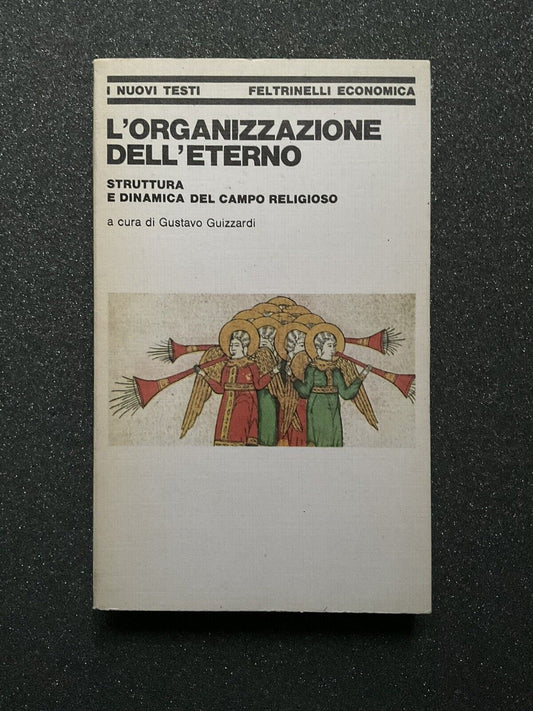 I NUOVI TESTI FELTRINELLI ECONOMICA
L'ORGANIZZAZIONE
DELL'ETERNO
STRUTTURA
E DINAMICA DEL CAMPO RELIGIOSO
a cura di Gustavo Guizzardi